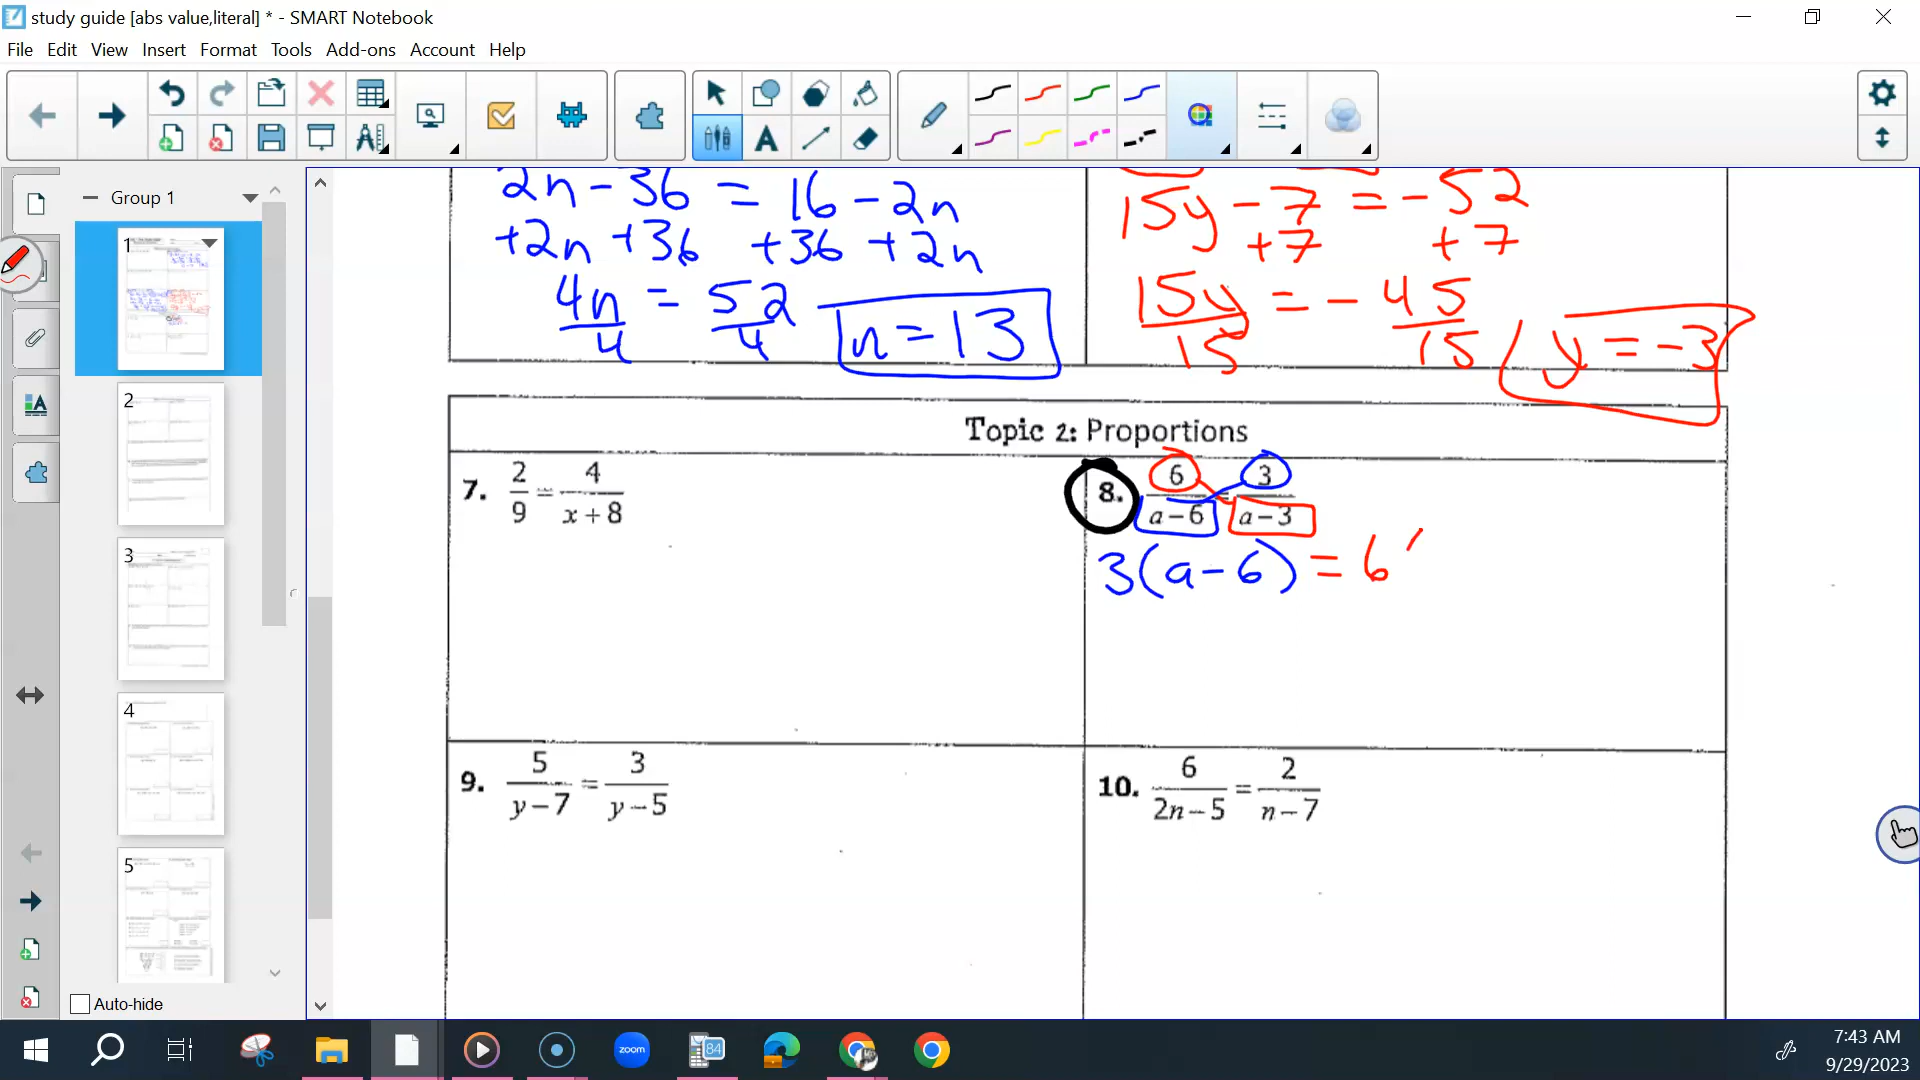 study guide [abs value,literal] * - SMART Notebook
File Edit View Insert Format Tools Add-ons Account Help
Group 1
1
2
3
4
5
Auto-hide
2n - 36 = 16 - 2n
+2n +36 +36 +2n
4n = 52
4 4
n = 13
15y - 7 = -52
+7 +7
15y = -45
15 15
y = -3
Topic 2: Proportions
7. 2/9 = 4/(x + 8)
8. 6/(a - 6) = 3/(a - 3)
3(a - 6) = 6
9. 5/(y - 7) = 3/(y - 5)
10. 6/(2n - 5) = 2/(n - 7)
zoom
84
7:43 AM
9/29/2023